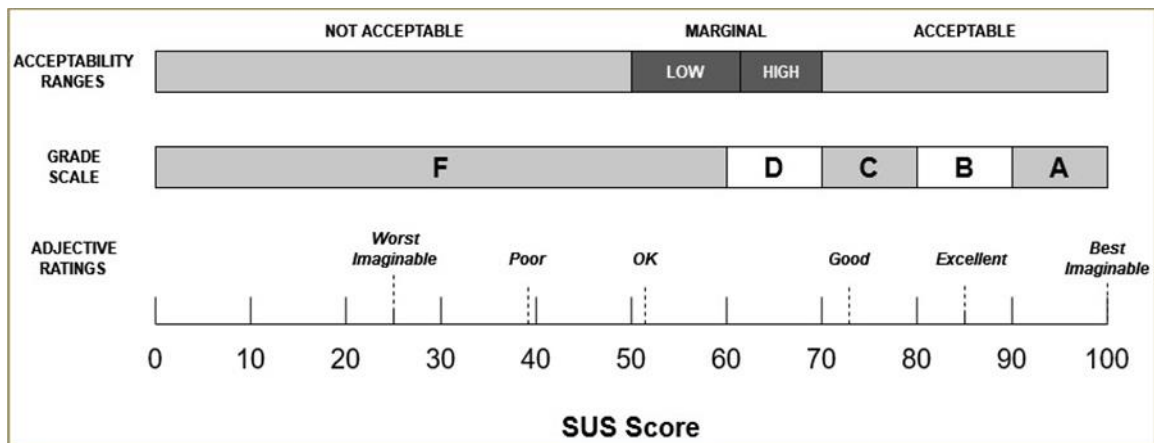 NOT ACCEPTABLE MARGINAL ACCEPTABLE
ACCEPTABILITY
RANGES
LOW HIGH
GRADE
SCALE
F D C B A
ADJECTIVE
RATINGS
Worst
Imaginable
Poor
OK
Good
Excellent
Best
Imaginable
0 10 20 30 40 50 60 70 80 90 100
SUS Score